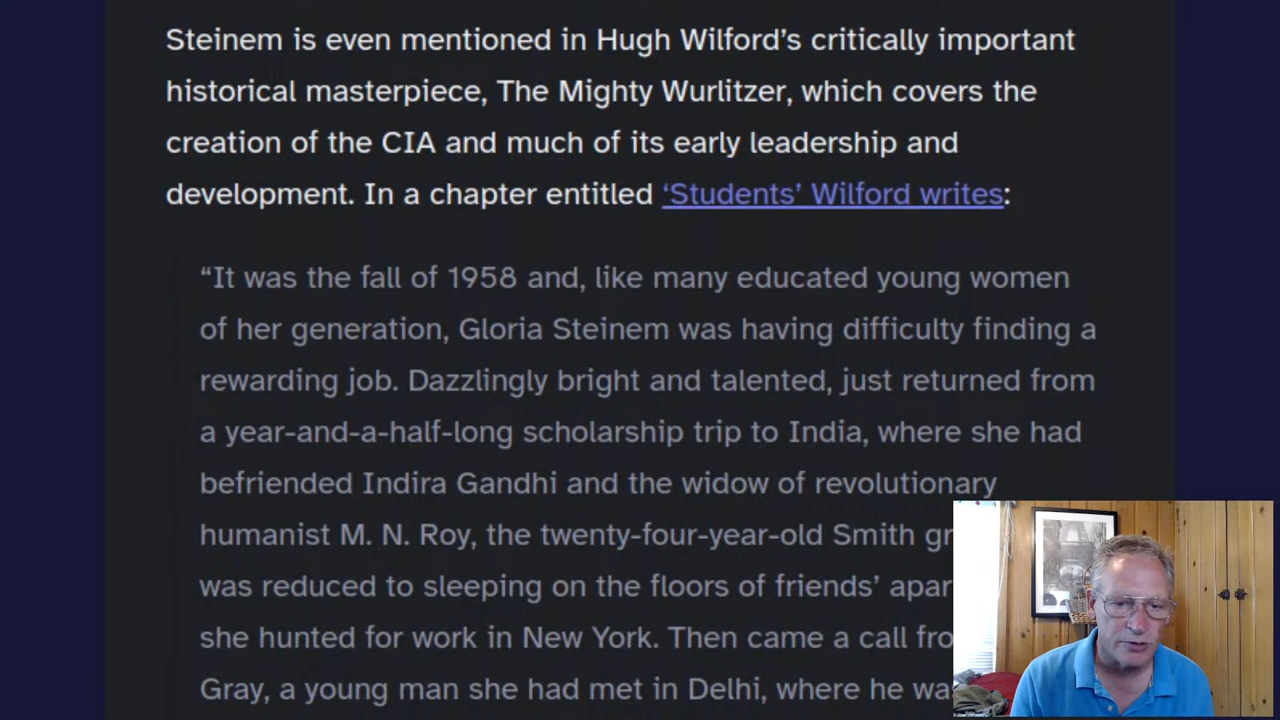 Steinem is even mentioned in Hugh Wilford’s critically important
historical masterpiece, The Mighty Wurlitzer, which covers the
creation of the CIA and much of its early leadership and
development. In a chapter entitled ‘Students’ Wilford writes:
“It was the fall of 1958 and, like many educated young women
of her generation, Gloria Steinem was having difficulty finding a
rewarding job. Dazzlingly bright and talented, just returned from
a year-and-a-half-long scholarship trip to India, where she had
befriended Indira Gandhi and the widow of revolutionary
humanist M. N. Roy, the twenty-four-year-old Smith
was reduced to sleeping on the floors of friends’
she hunted for work in New York. Then came a call
Gray, a young man she had met in Delhi, where he